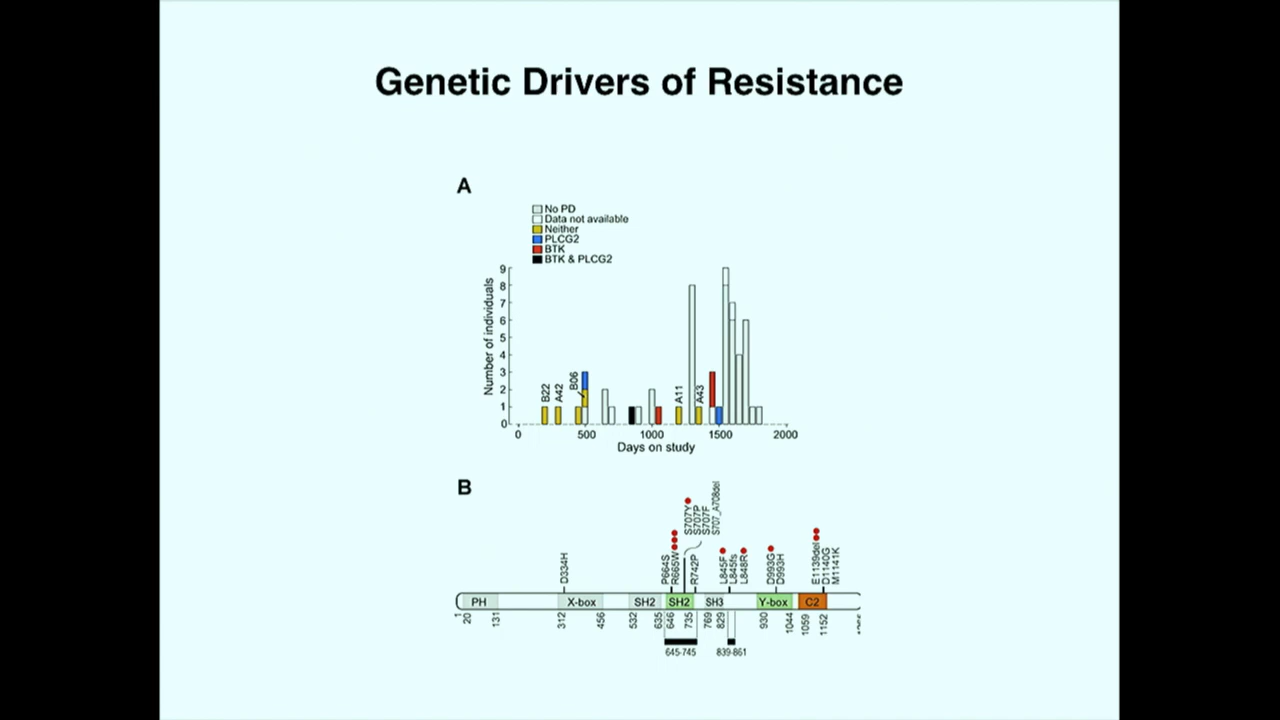 Genetic Drivers of Resistance
A
No PD
Data not available
Neither
PLCG2
BTK
BTK & PLCG2
Number of individuals
9
8
7
6
5
4
3
2
1
0
B22
A42
B06
A11
A43
0 500 1000 1500 2000
Days on study
B
D334H
P664S
R665W
S707Y
S707P
S707F
S707_A708del
R742P
L845F
L845fs
L848R
D993G
D993H
E1139del
D1140G
M1141K
PH X-box SH2 SH2 SH3 Y-box C2
1 20 131 312 456 532 635 646 735 769 829 930 1044 1059 1152
645-745 839-861